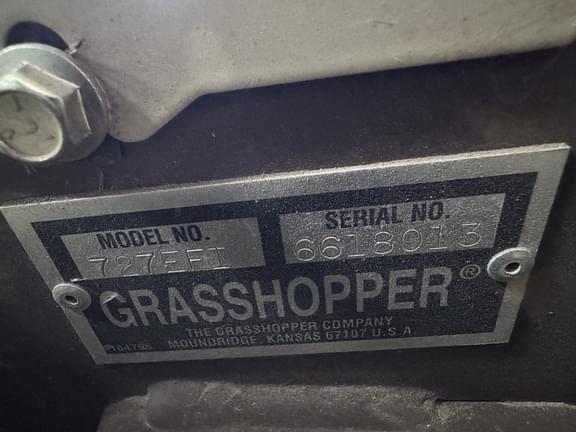 MODEL NO.
727EFI
SERIAL NO.
6618013
GRASSHOPPER®
THE GRASSHOPPER COMPANY
MOUNDRIDGE, KANSAS 67107 U.S.A.